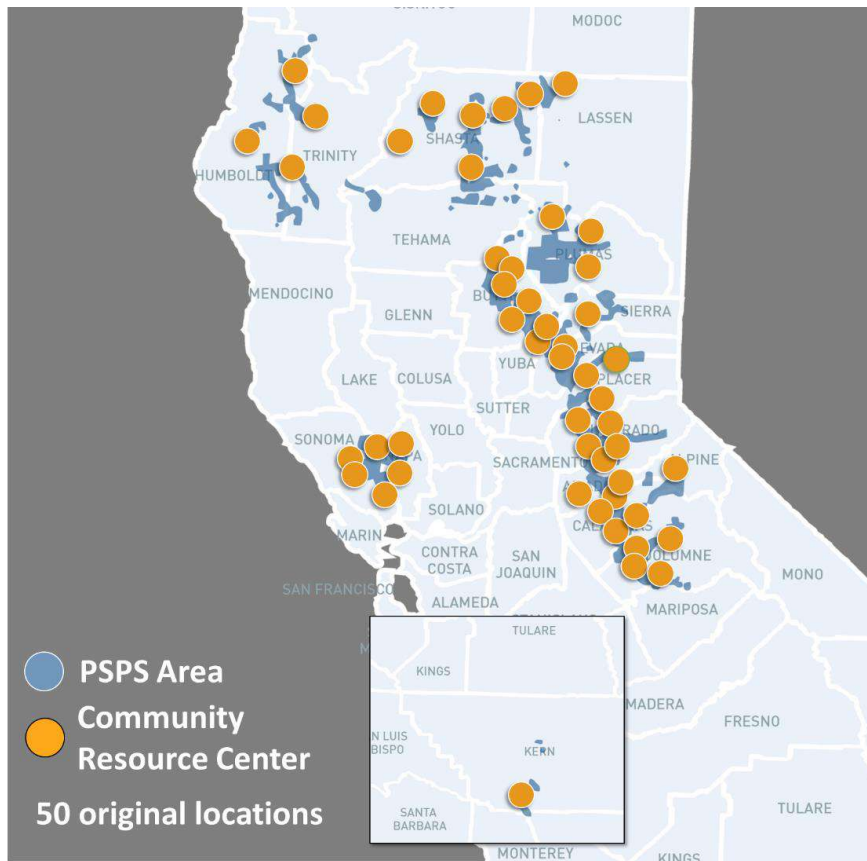 MODOC
LASSEN
SHASTA
TRINITY
HUMBOLDT
TEHAMA
PLUMAS
MENDOCINO
GLENN
SIERRA
YUBA
PLACER
LAKE
COLUSA
SUTTER
SONOMA
YOLO
SACRAMENTO
SOLANO
MARIN
CONTRA
COSTA
SAN
JOAQUIN
SAN FRANCISCO
ALAMEDA
MONO
MARIPOSA
TULARE
KINGS
MADERA
FRESNO
KERN
SANTA
BARBARA
TULARE
MONTEREY
KINGS
PSPS Area
Community
Resource Center
50 original locations